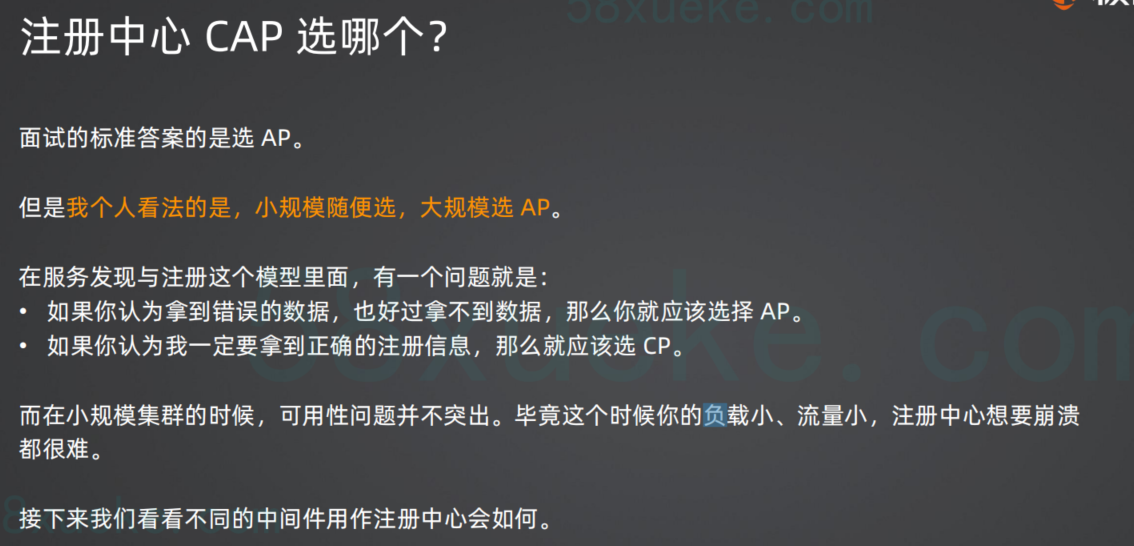 58xueke.com
注册中心 CAP 选哪个？
面试的标准答案的是选 AP。
但是我个人看法的是，小规模随便选，大规模选 AP。
在服务发现与注册这个模型里面，有一个问题就是：
• 如果你认为拿到错误的数据，也好过拿不到数据，那么你就应该选择 AP。
• 如果你认为我一定要拿到正确的注册信息，那么就应该选 CP。
58xueke.com
而在小规模集群的时候，可用性问题并不突出。毕竟这个时候你的负载小、流量小，注册中心想要崩溃
都很难。
接下来我们看看不同的中间件用作注册中心会如何。